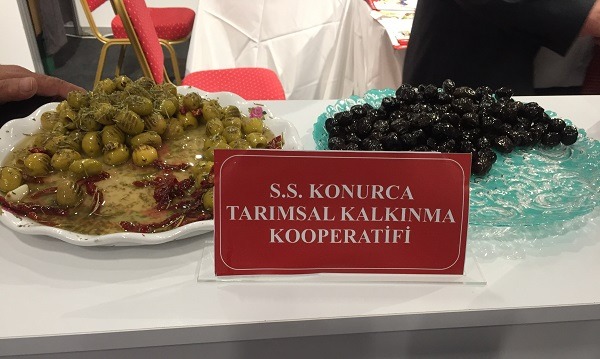 S.S. KONURCA
TARIMSAL KALKINMA
KOOPERATİFİ